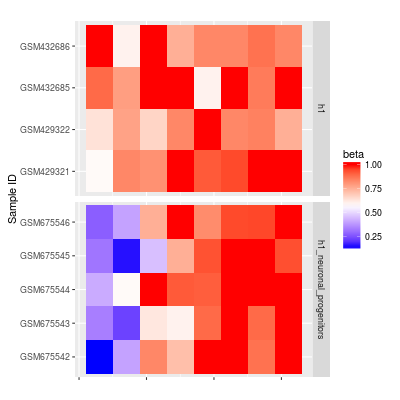 GSM432686
GSM432685
GSM429322
GSM429321
h1
GSM675546
GSM675545
GSM675544
GSM675543
GSM675542
h1_neuronal_progenitors
Sample ID
beta
1.00
0.75
0.50
0.25